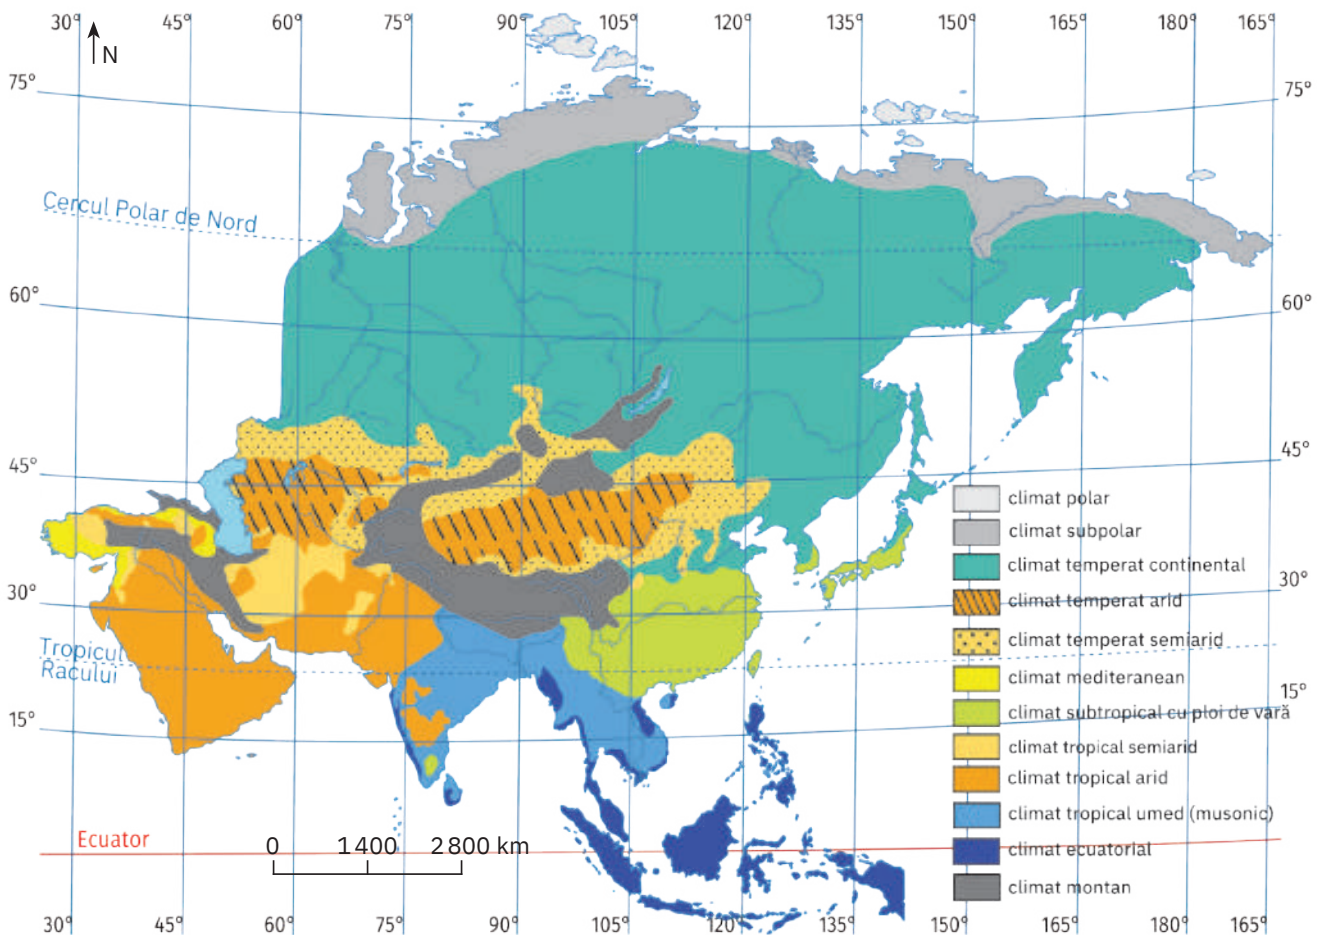 30° 45° 60° 75° 90° 105° 120° 135° 150° 165° 180° 165°
N
75° 75°
Cercul Polar de Nord
60° 60°
45° 45°
climat polar
climat subpolar
climat temperat continental
30° 30°
climat temperat arid
climat temperat semiarid
Tropicul
Racului
climat mediteranean
15° 15°
climat subtropical cu ploi de vară
climat tropical semiarid
climat tropical arid
climat tropical umed (musonic)
Ecuator
0 1400 2800 km
climat ecuatorial
climat montan
30° 45° 60° 75° 90° 105° 120° 135° 150° 165° 180° 165°